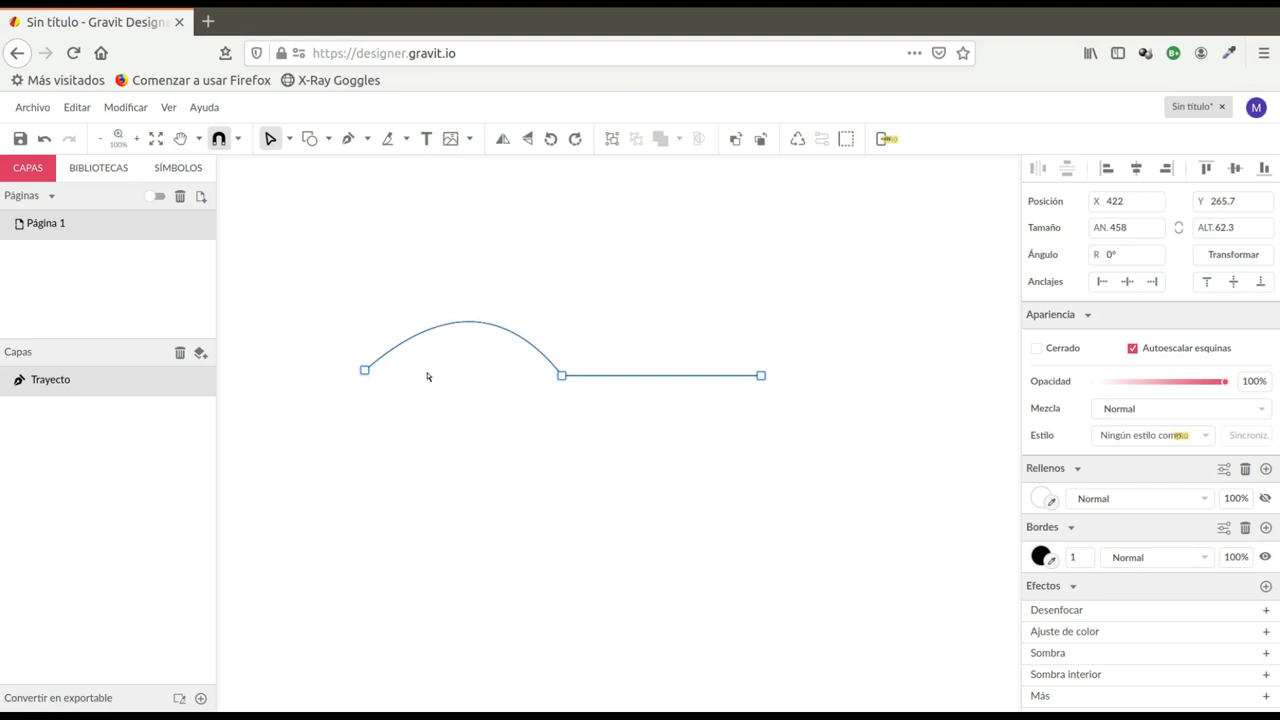 Sin título - Gravit Designe
https://designer.gravit.io
Más visitados
Comenzar a usar Firefox
X-Ray Goggles
Archivo
Editar
Modificar
Ver
Ayuda
Sin título*
M
- 100% +
CAPAS
BIBLIOTECAS
SÍMBOLOS
Páginas
Página 1
Capas
Trayecto
Convertir en exportable
Posición
X 422
Y 265.7
Tamaño
AN. 458
ALT. 62.3
Ángulo
R 0°
Transformar
Anclajes
Apariencia
Cerrado
Autoescalar esquinas
Opacidad
100%
Mezcla
Normal
Estilo
Ningún estilo
Sincroniz.
Rellenos
Normal
100%
Bordes
1
Normal
100%
Efectos
Desenfocar
Ajuste de color
Sombra
Sombra interior
Más